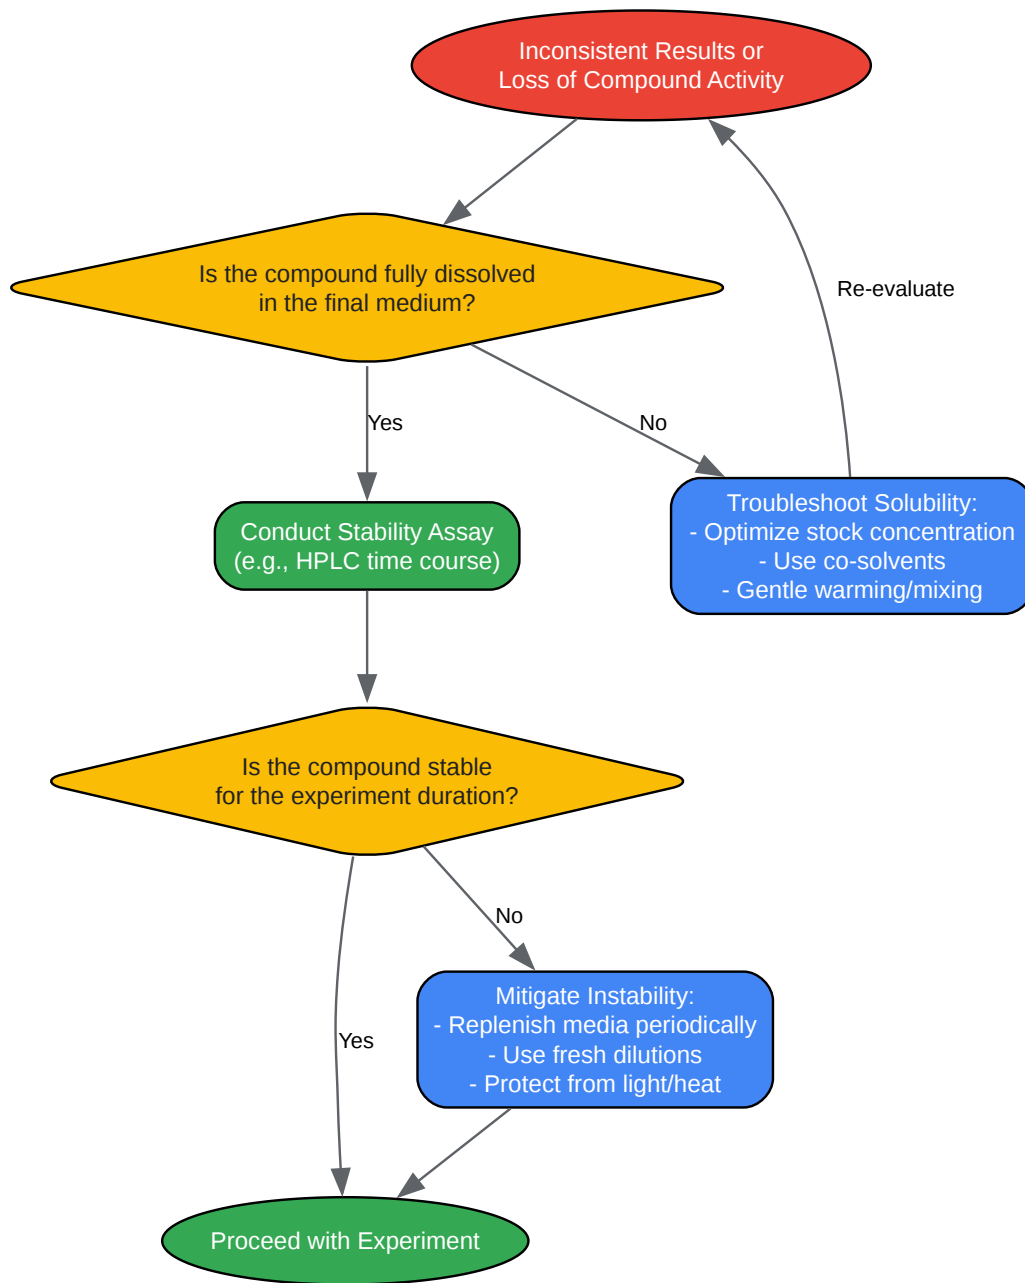 Inconsistent Results or
Loss of Compound Activity
Is the compound fully dissolved
in the final medium?
Re-evaluate
Yes
No
Conduct Stability Assay
(e.g., HPLC time course)
Troubleshoot Solubility:
- Optimize stock concentration
- Use co-solvents
- Gentle warming/mixing
Is the compound stable
for the experiment duration?
No
Yes
Mitigate Instability:
- Replenish media periodically
- Use fresh dilutions
- Protect from light/heat
Proceed with Experiment